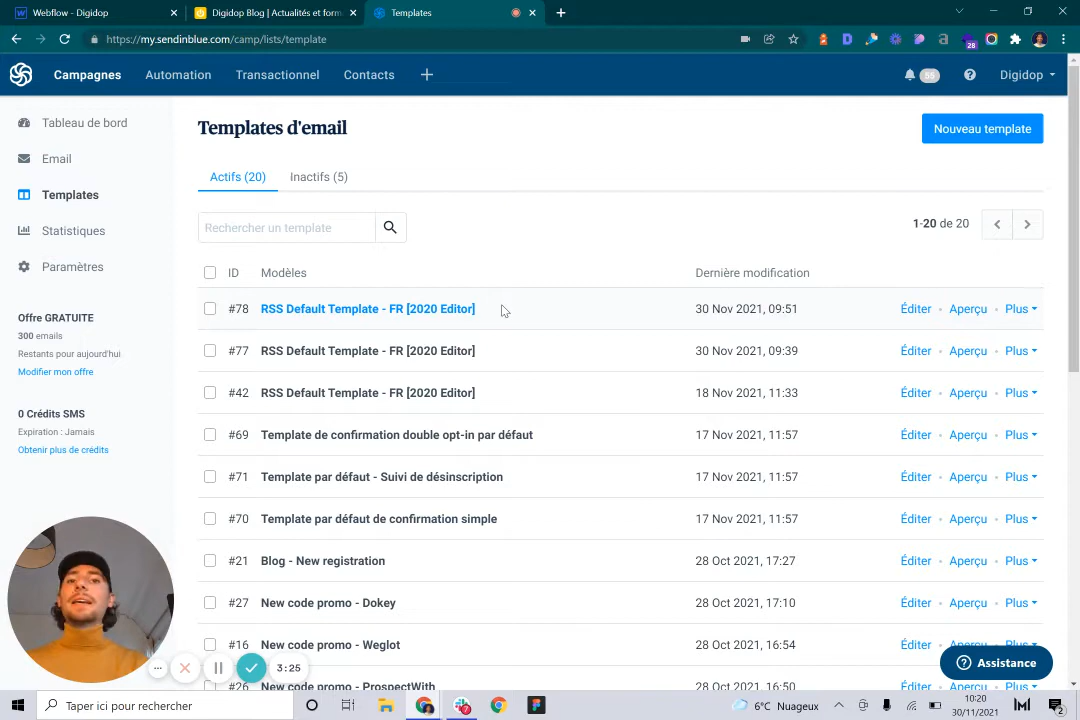 Webflow - Digidop
Digidop Blog | Actualités et form
Templates
https://my.sendinblue.com/camp/lists/template
28
Campagnes
Automation
Transactionnel
Contacts
55
Digidop
Tableau de bord
Email
Templates
Statistiques
Paramètres
Offre GRATUITE
300 emails
Restants pour aujourd'hui
Modifier mon offre
0 Crédits SMS
Expiration : Jamais
Obtenir plus de crédits
Templates d'email
Nouveau template
Actifs (20)
Inactifs (5)
Rechercher un template
1-20 de 20
ID Modèles Dernière modification
#78 RSS Default Template - FR [2020 Editor] 30 Nov 2021, 09:51 Éditer Aperçu Plus
#77 RSS Default Template - FR [2020 Editor] 30 Nov 2021, 09:39 Éditer Aperçu Plus
#42 RSS Default Template - FR [2020 Editor] 18 Nov 2021, 11:33 Éditer Aperçu Plus
#69 Template de confirmation double opt-in par défaut 17 Nov 2021, 11:57 Éditer Aperçu Plus
#71 Template par défaut - Suivi de désinscription 17 Nov 2021, 11:57 Éditer Aperçu Plus
#70 Template par défaut de confirmation simple 17 Nov 2021, 11:57 Éditer Aperçu Plus
#21 Blog - New registration 28 Oct 2021, 17:27 Éditer Aperçu Plus
#27 New code promo - Dokey 28 Oct 2021, 17:10 Éditer Aperçu Plus
#16 New code promo - Weglot 28 Oct 2021, 16:54 Éditer Aperçu Plus
#26 New code promo - ProspectWith 28 Oct 2021, 16:50 Éditer Aperçu Plus
Assistance
3:25
Taper ici pour rechercher
6°C Nuageux
10:20
30/11/2021
2